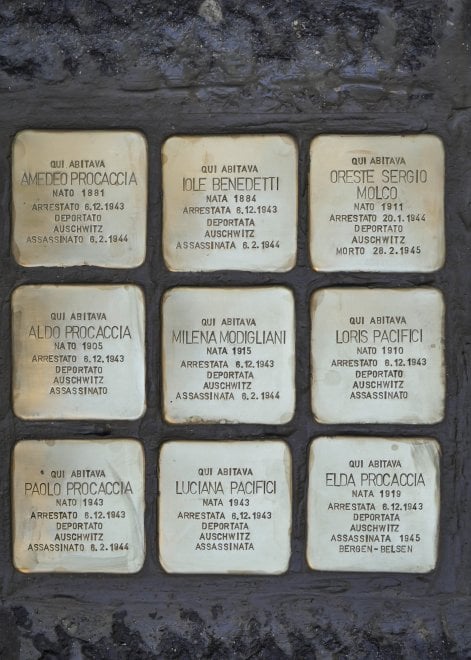 QUI ABITAVA
AMEDEO PROCACCIA
NATO 1881
ARRESTATO 6.12.1943
DEPORTATO
AUSCHWITZ
ASSASSINATO 6.2.1944
QUI ABITAVA
IOLE BENEDETTI
NATA 1884
ARRESTATA 6.12.1943
DEPORTATA
AUSCHWITZ
ASSASSINATA 6.2.1944
QUI ABITAVA
ORESTE SERGIO
MOLCO
NATO 1911
ARRESTATO 20.1.1944
DEPORTATO
AUSCHWITZ
MORTO 28.2.1945
QUI ABITAVA
ALDO PROCACCIA
NATO 1905
ARRESTATO 6.12.1943
DEPORTATO
AUSCHWITZ
ASSASSINATO
QUI ABITAVA
MILENA MODIGLIANI
NATA 1915
ARRESTATA 6.12.1943
DEPORTATA
AUSCHWITZ
ASSASSINATA 6.2.1944
QUI ABITAVA
LORIS PACIFICI
NATO 1910
ARRESTATO 6.12.1943
DEPORTATO
AUSCHWITZ
ASSASSINATO
QUI ABITAVA
PAOLO PROCACCIA
NATO 1943
ARRESTATO 6.12.1943
DEPORTATO
AUSCHWITZ
ASSASSINATO 6.2.1944
QUI ABITAVA
LUCIANA PACIFICI
NATA 1943
ARRESTATA 6.12.1943
DEPORTATA
AUSCHWITZ
ASSASSINATA
QUI ABITAVA
ELDA PROCACCIA
NATA 1919
ARRESTATA 6.12.1943
DEPORTATA
AUSCHWITZ
ASSASSINATA 1945
BERGEN-BELSEN